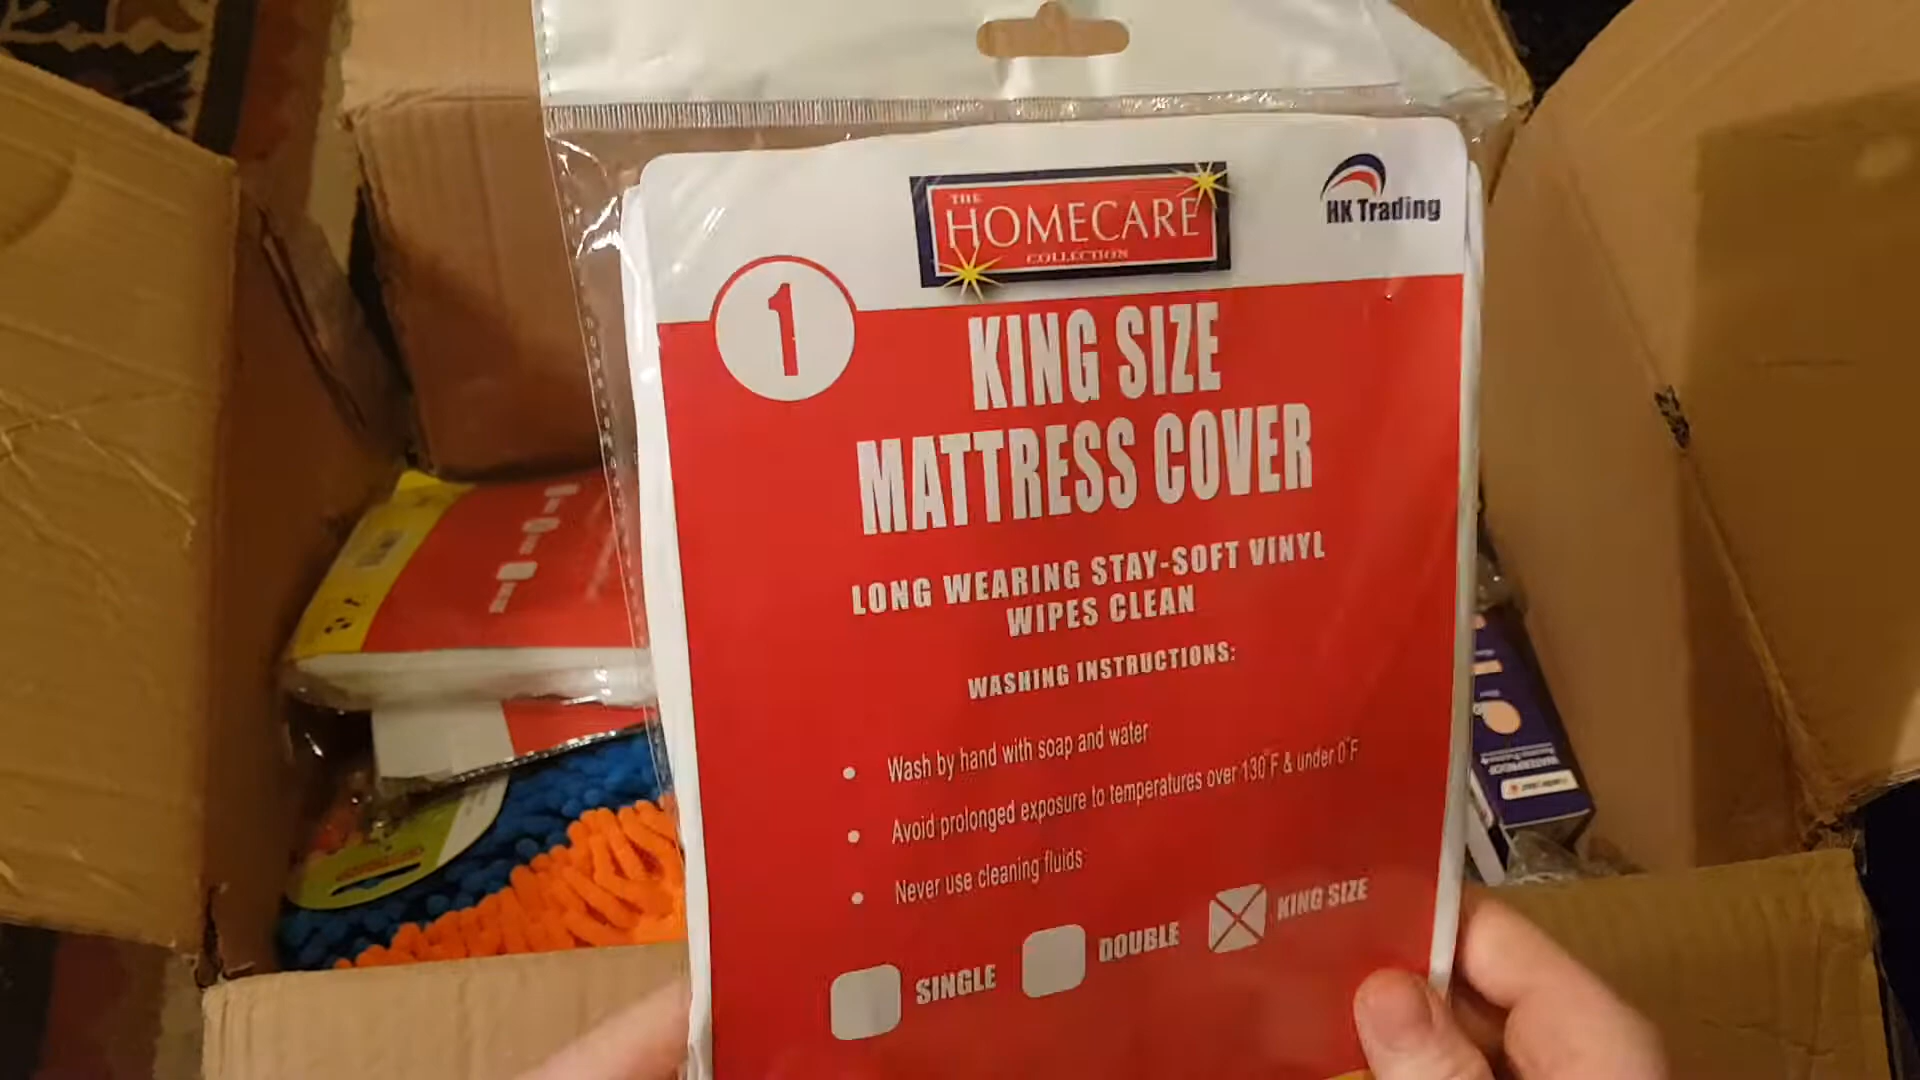 THE
HOMECARE
COLLECTION
HK Trading
1
KING SIZE
MATTRESS COVER
LONG WEARING STAY-SOFT VINYL
WIPES CLEAN
WASHING INSTRUCTIONS:
• Wash by hand with soap and water
• Avoid prolonged exposure to temperatures over 130°F & under 0°F
• Never use cleaning fluids
SINGLE
DOUBLE
KING SIZE
WATERPROOF